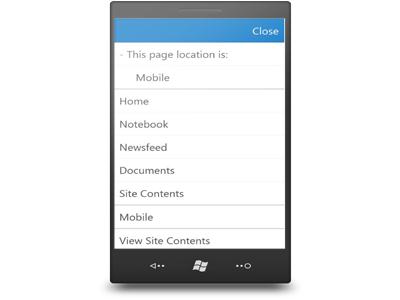 Close
- This page location is:
Mobile
Home
Notebook
Newsfeed
Documents
Site Contents
Mobile
View Site Contents